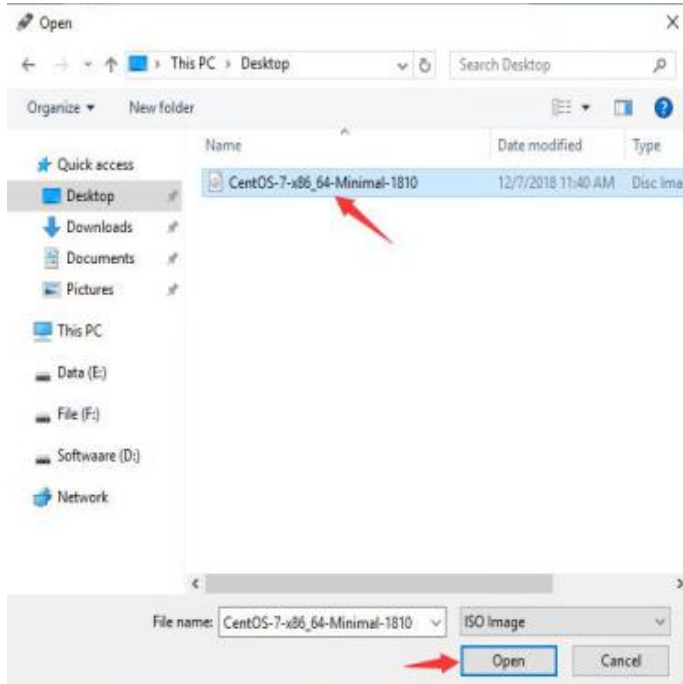 Open
This PC > Desktop
Search Desktop
Organize
New folder
Name
Date modified
Type
Quick access
Desktop
Downloads
Documents
Pictures
This PC
Data (E:)
File (F:)
Softwaare (D:)
Network
CentOS-7-x86_64-Minimal-1810
12/7/2018 11:40 AM
Disc Ima
File name:
CentOS-7-x86_64-Minimal-1810
ISO Image
Open
Cancel